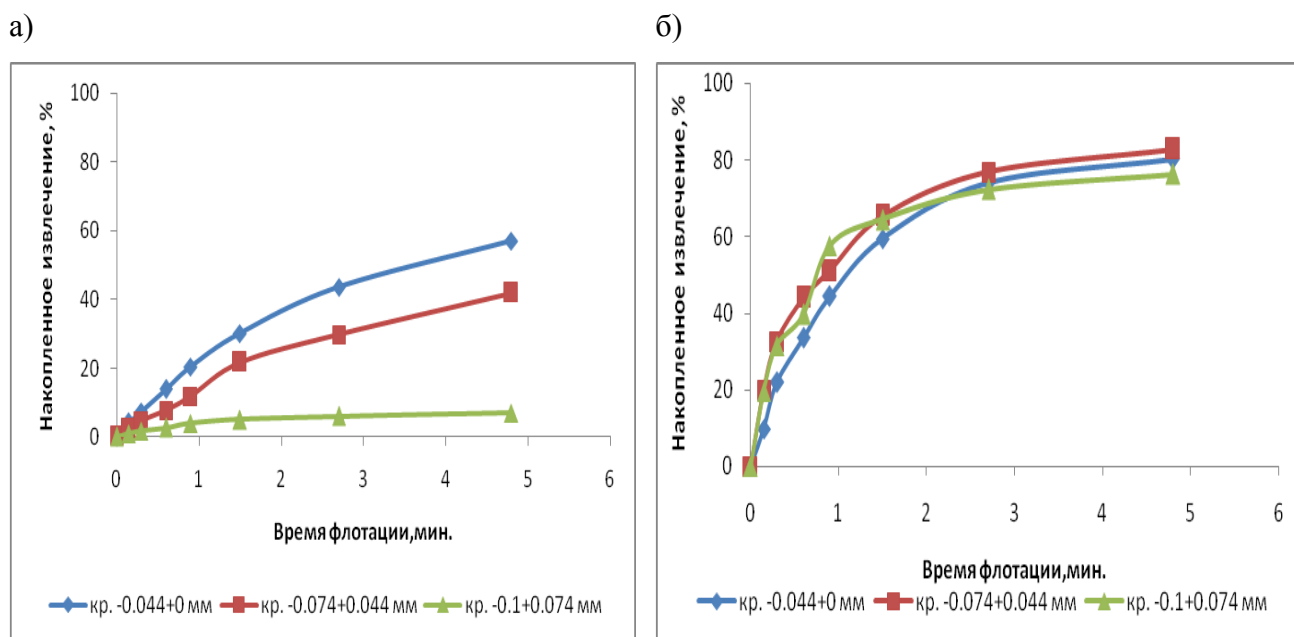 а)
б)
Накопленное извлечение, %
100
80
60
40
20
0
0 1 2 3 4 5 6
Время флотации,мин.
кр. -0.044+0 мм кр. -0.074+0.044 мм кр. -0.1+0.074 мм
Накопленное извлечение, %
100
80
60
40
20
0
0 1 2 3 4 5 6
Время флотации,мин.
кр. -0.044+0 мм кр. -0.074+0.044 мм кр. -0.1+0.074 мм